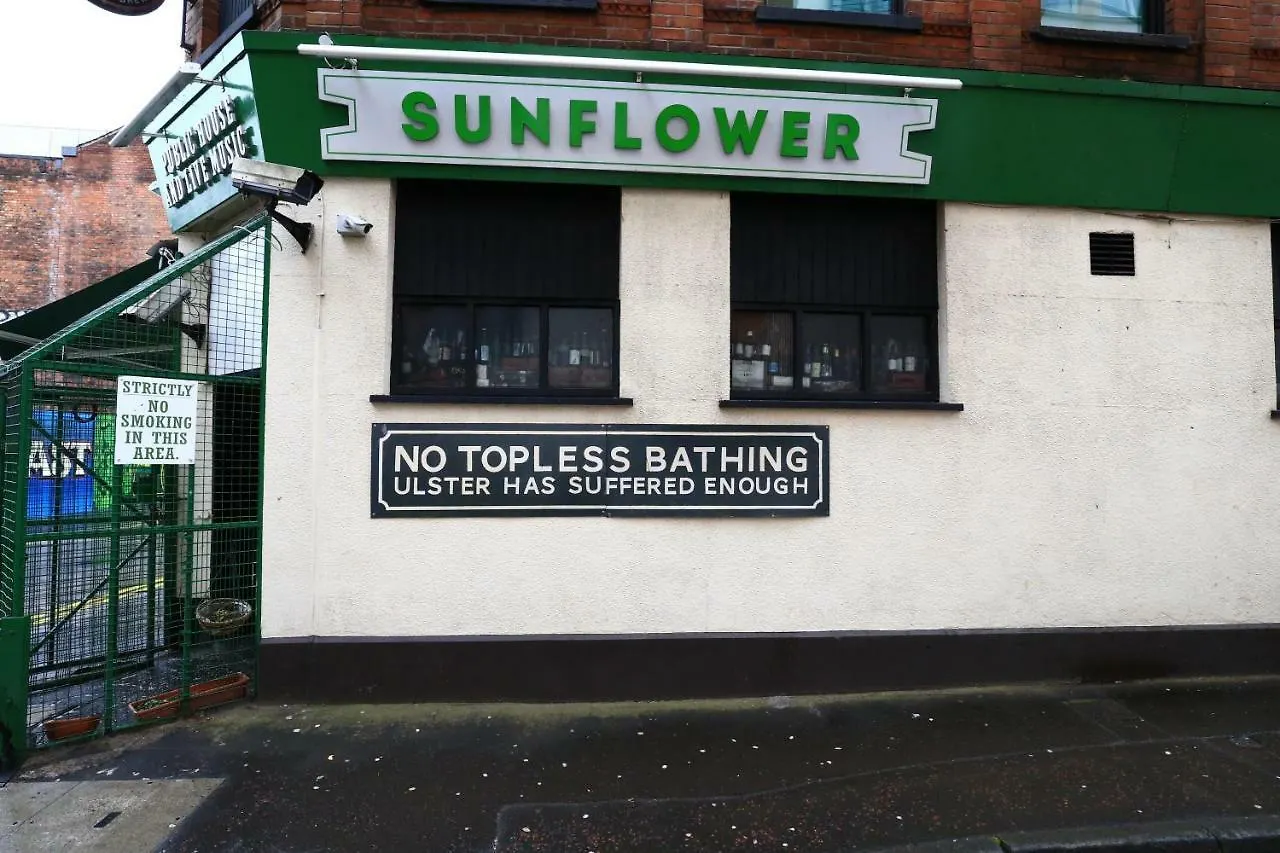 SUNFLOWER
PUBLIC HOUSE
AND LIVE MUSIC
STRICTLY
NO
SMOKING
IN THIS
AREA.
NO TOPLESS BATHING
ULSTER HAS SUFFERED ENOUGH